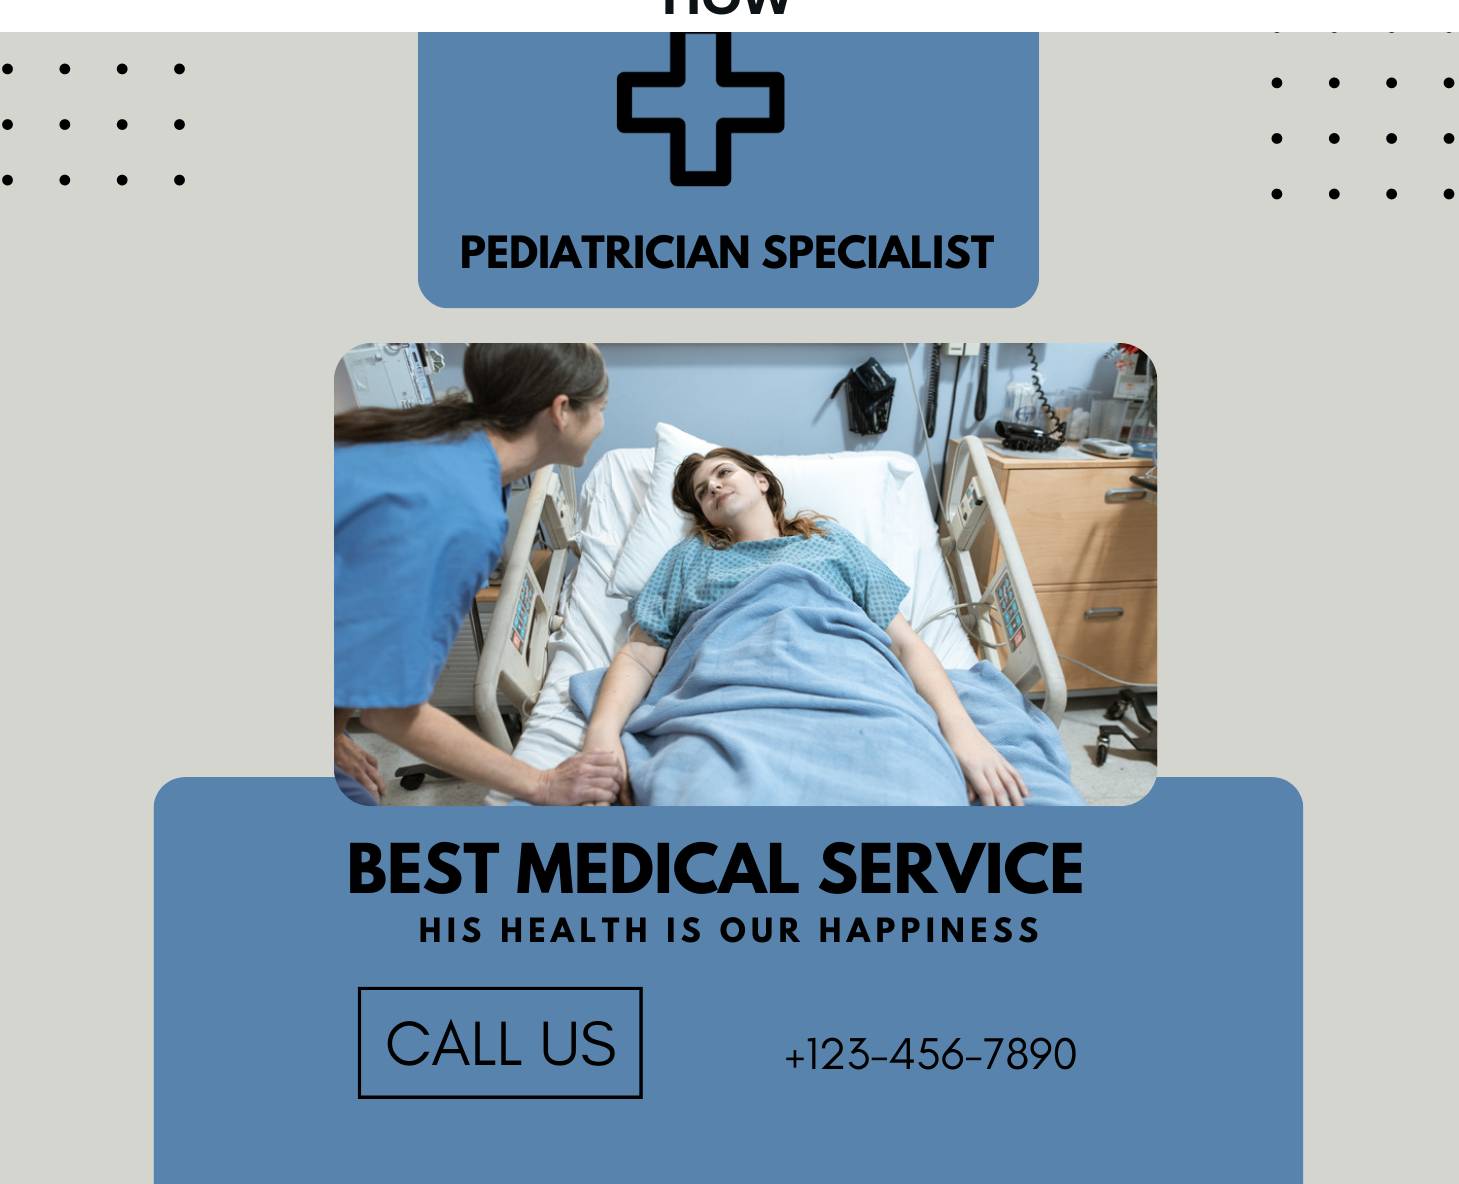 PEDIATRICIAN SPECIALIST
BEST MEDICAL SERVICE
HIS HEALTH IS OUR HAPPINESS
CALL US
+123-456-7890